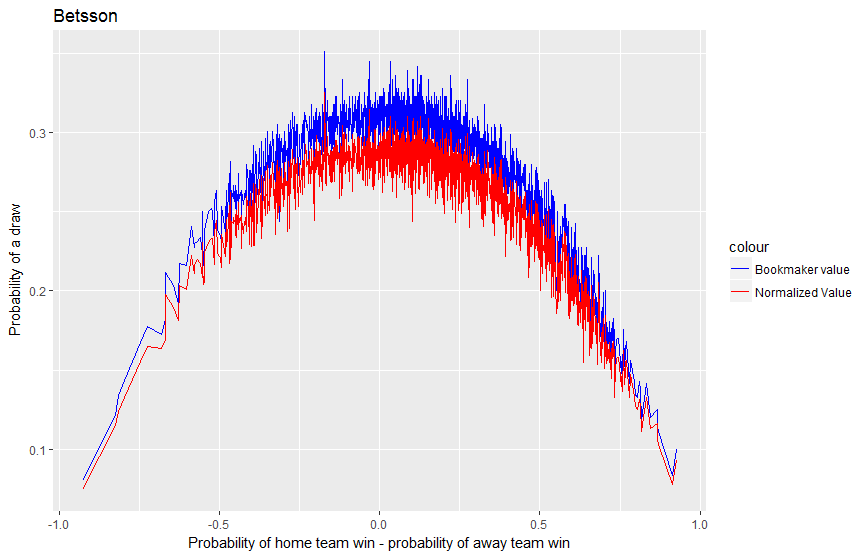 Betsson
Probability of a draw
0.3
0.2
0.1
-1.0 -0.5 0.0 0.5 1.0
Probability of home team win - probability of away team win
colour
Bookmaker value
Normalized Value